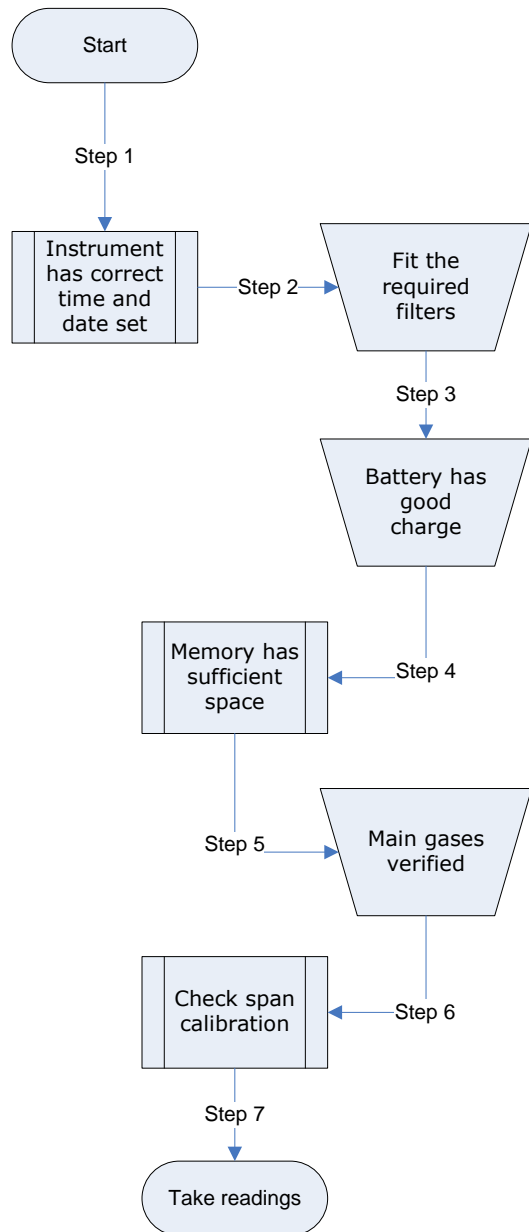 Start
Step 1
Instrument
has correct
time and
date set
Step 2
Fit the
required
filters
Step 3
Battery has
good
charge
Step 4
Memory has
sufficient
space
Step 5
Main gases
verified
Step 6
Check span
calibration
Step 7
Take readings